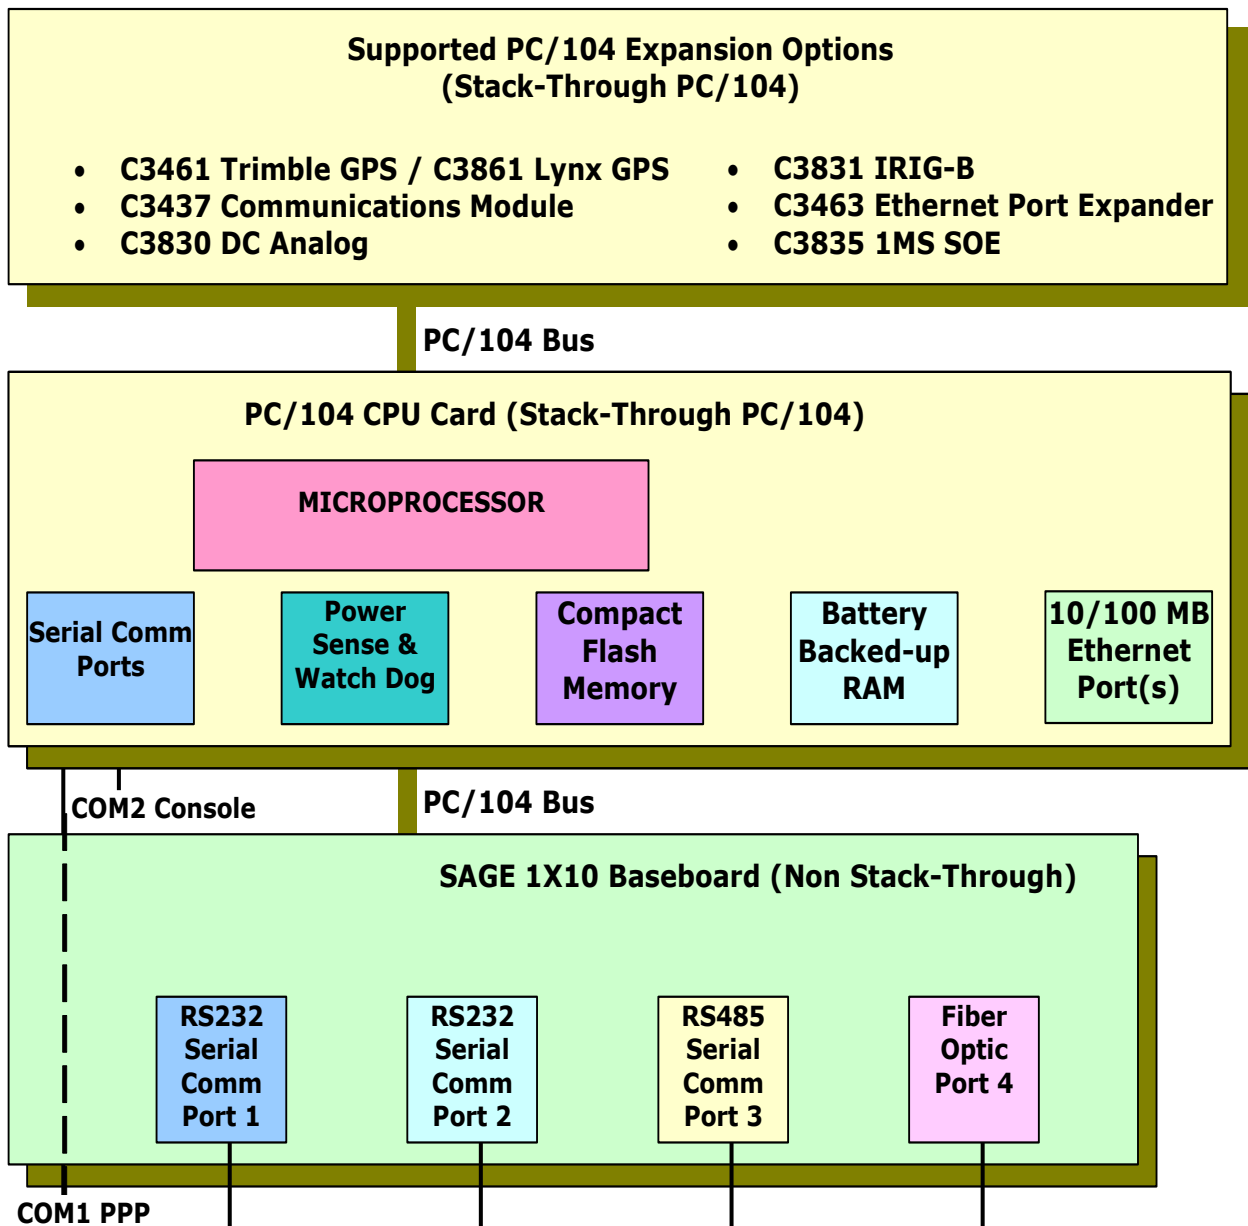 Supported PC/104 Expansion Options
(Stack-Through PC/104)
• C3461 Trimble GPS / C3861 Lynx GPS
• C3437 Communications Module
• C3830 DC Analog
• C3831 IRIG-B
• C3463 Ethernet Port Expander
• C3835 1MS SOE
PC/104 Bus
PC/104 CPU Card (Stack-Through PC/104)
MICROPROCESSOR
Serial Comm
Ports
Power
Sense &
Watch Dog
Compact
Flash
Memory
Battery
Backed-up
RAM
10/100 MB
Ethernet
Port(s)
COM2 Console
PC/104 Bus
SAGE 1X10 Baseboard (Non Stack-Through)
RS232
Serial
Comm
Port 1
RS232
Serial
Comm
Port 2
RS485
Serial
Comm
Port 3
Fiber
Optic
Port 4
COM1 PPP